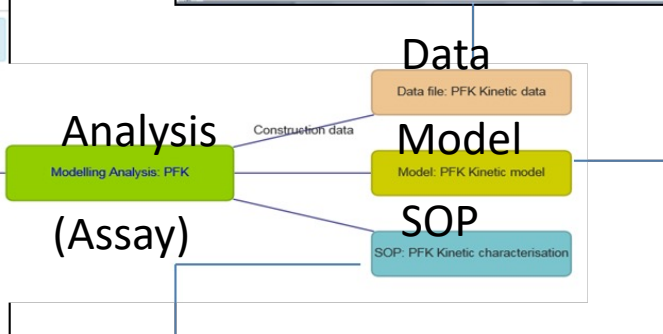 Data
Data file: PFK Kinetic data
Analysis
Construction data
Model
Modelling Analysis: PFK
Model: PFK Kinetic model
(Assay)
SOP
SOP: PFK Kinetic characterisation